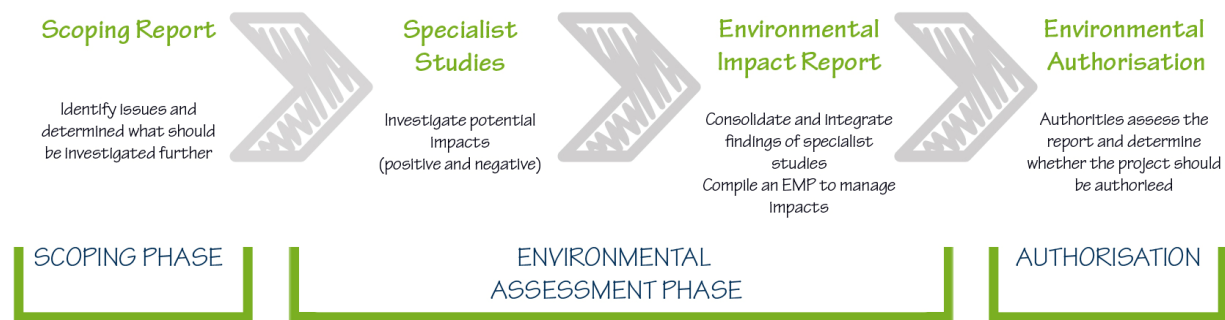 Scoping Report
Identify issues and
determined what should
be investigated further
Specialist
Studies
Investigate potential
impacts
(positive and negative)
Environmental
Impact Report
Consolidate and integrate
findings of specialist
studies
Compile an EMP to manage
impacts
Environmental
Authorisation
Authorities assess the
report and determine
whether the project should
be authorieed
SCOPING PHASE
ENVIRONMENTAL
ASSESSMENT PHASE
AUTHORISATION